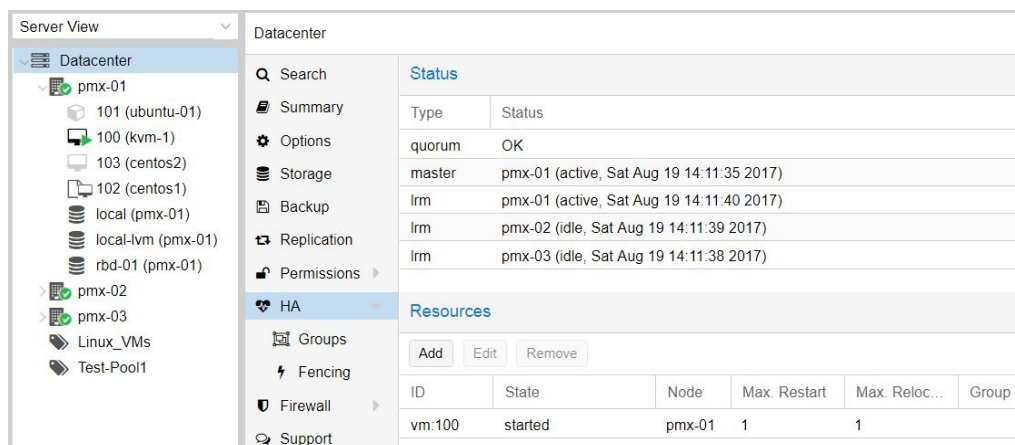 Server View
Datacenter
pmx-01
101 (ubuntu-01)
100 (kvm-1)
103 (centos2)
102 (centos1)
local (pmx-01)
local-lvm (pmx-01)
rbd-01 (pmx-01)
pmx-02
pmx-03
Linux_VMs
Test-Pool1
Datacenter
Search
Summary
Options
Storage
Backup
Replication
Permissions
HA
Groups
Fencing
Firewall
Support
Status
Type Status
quorum OK
master pmx-01 (active, Sat Aug 19 14:11:35 2017)
lrm pmx-01 (active, Sat Aug 19 14:11:40 2017)
lrm pmx-02 (idle, Sat Aug 19 14:11:39 2017)
lrm pmx-03 (idle, Sat Aug 19 14:11:38 2017)
Resources
Add Edit Remove
ID State Node Max. Restart Max. Reloc... Group
vm:100 started pmx-01 1 1